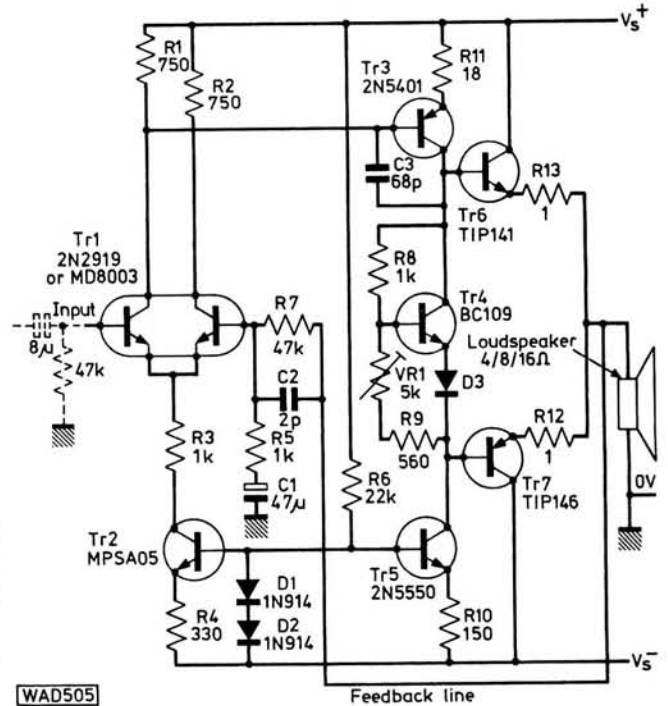 R1
750
R2
750
Tr3
2N5401
R11
18
Vs+
C3
68p
R13
1
Tr6
TIP141
Tr1
2N2919
or MD8003
R8
1k
Tr4
BC109
Input
8µ
47k
R7
47k
Loudspeaker
4/8/16Ω
C2
2p
VR1
5k
D3
R3
1k
R5
1k
C1
47µ
R6
22k
R9
560
R12
1
Tr7
TIP146
0V
Tr2
MPSA05
D1
1N914
D2
1N914
Tr5
2N5550
R4
330
R10
150
Vs-
WAD505
Feedback line